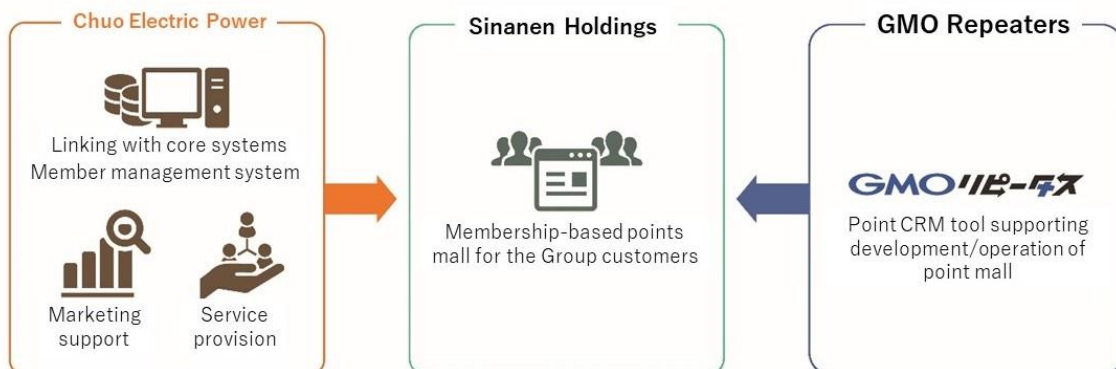 Chuo Electric Power
Linking with core systems
Member management system
Marketing
support
Service
provision
Sinanen Holdings
Membership-based points
mall for the Group customers
GMO Repeaters
GMOリピータス
Point CRM tool supporting
development/operation of
point mall